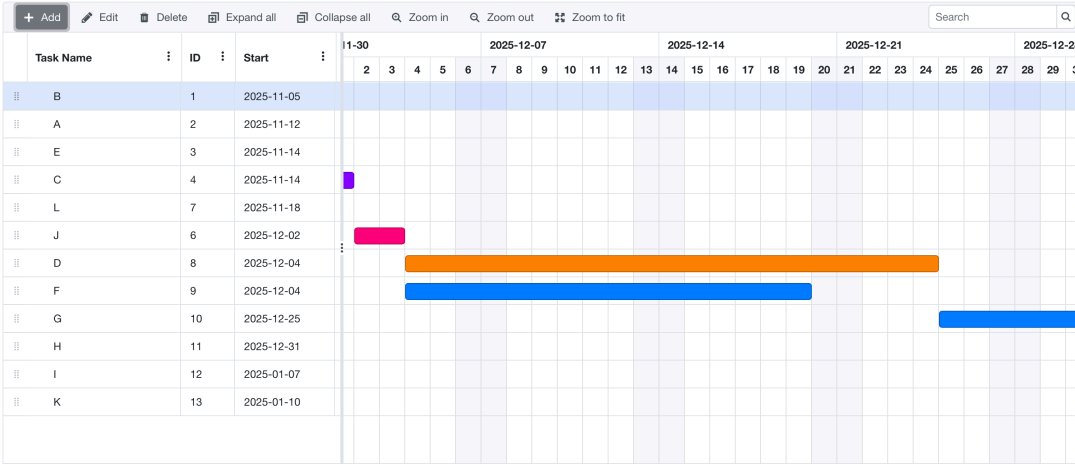 Add Edit Delete Expand all Collapse all Zoom in Zoom out Zoom to fit Search
Task Name ID Start
11-30 2025-12-07 2025-12-14 2025-12-21
2 3 4 5 6 7 8 9 10 11 12 13 14 15 16 17 18 19 20 21 22 23 24 25 26 27 28 29
B 1 2025-11-05
A 2 2025-11-12
E 3 2025-11-14
C 4 2025-11-14
L 7 2025-11-18
J 6 2025-12-02
D 8 2025-12-04
F 9 2025-12-04
G 10 2025-12-25
H 11 2025-12-31
I 12 2025-01-07
K 13 2025-01-10